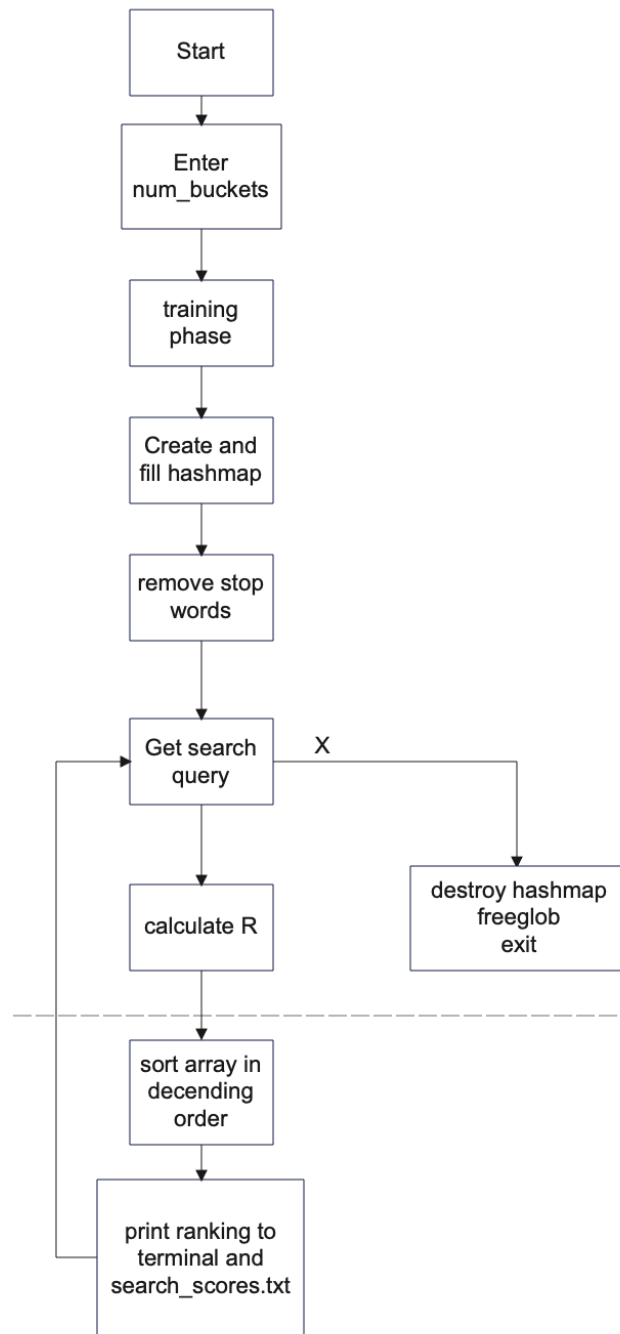 Start
Enter
num_buckets
training
phase
Create and
fill hashmap
remove stop
words
Get search
query
X
calculate R
destroy hashmap
freeglob
exit
sort array in
decending
order
print ranking to
terminal and
search_scores.txt